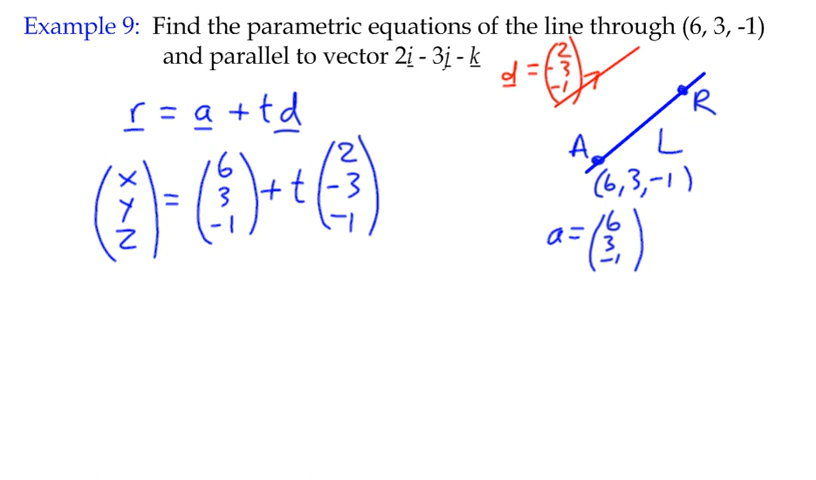 Example 9: Find the parametric equations of the line through (6, 3, -1)
and parallel to vector 2i - 3j - k
d = (2
-3
-1)
r = a + td
(x
y
z) = (6
3
-1) + t (2
-3
-1)
A
R
L
(6,3,-1)
a = (6
3
-1)